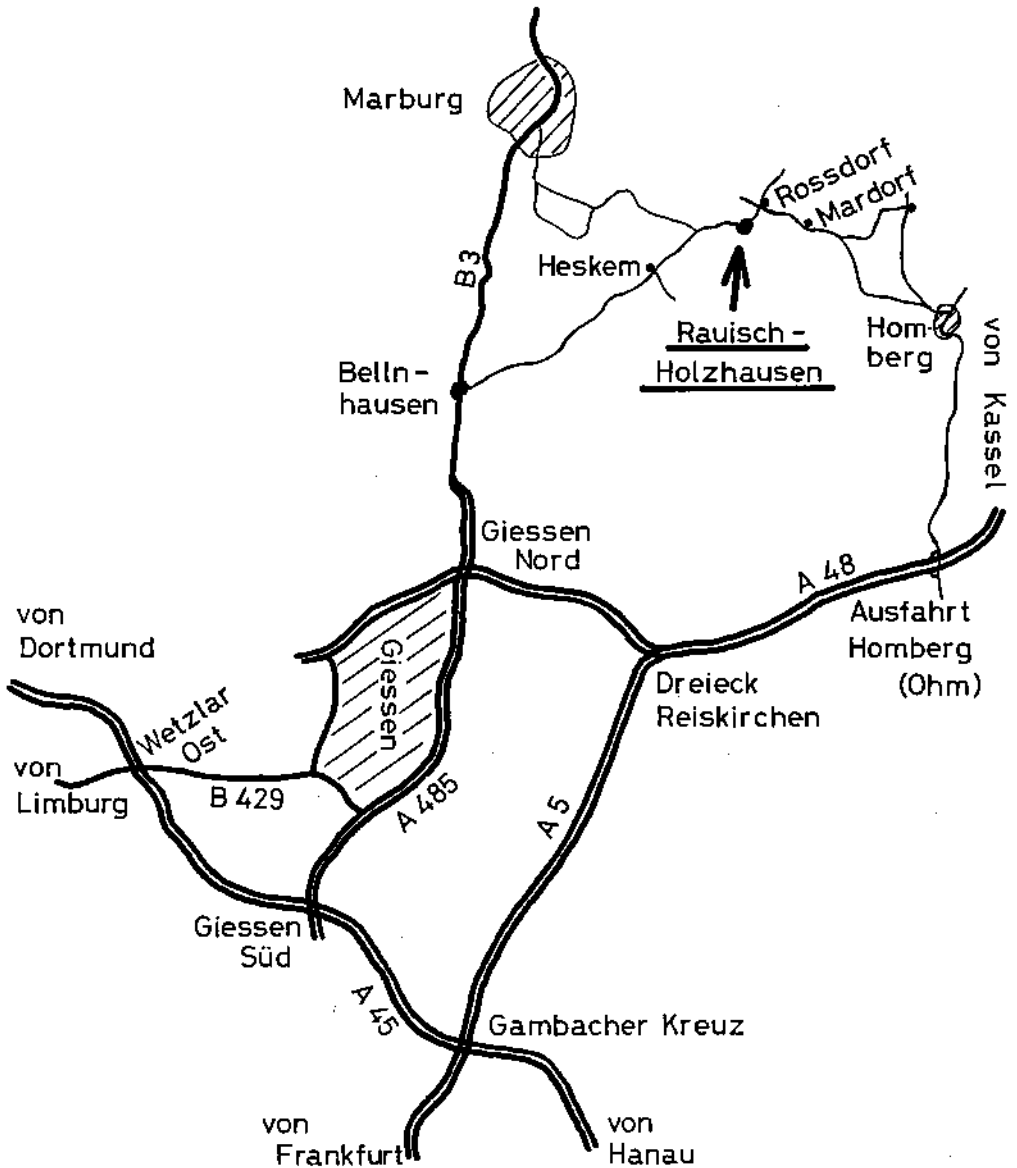 Marburg
Rossdorf
Mardorf
B 3
Heskem
Rauisch-
Holzhausen
Hom-
berg
von Kassel
Belln-
hausen
Giessen
Nord
A 48
Ausfahrt
Homberg
(Ohm)
von
Dortmund
Giessen
Dreieck
Reiskirchen
Wetzlar
Ost
von
Limburg
B 429
A 485
A 5
Giessen
Süd
A 45
Gambacher Kreuz
von
Frankfurt
von
Hanau